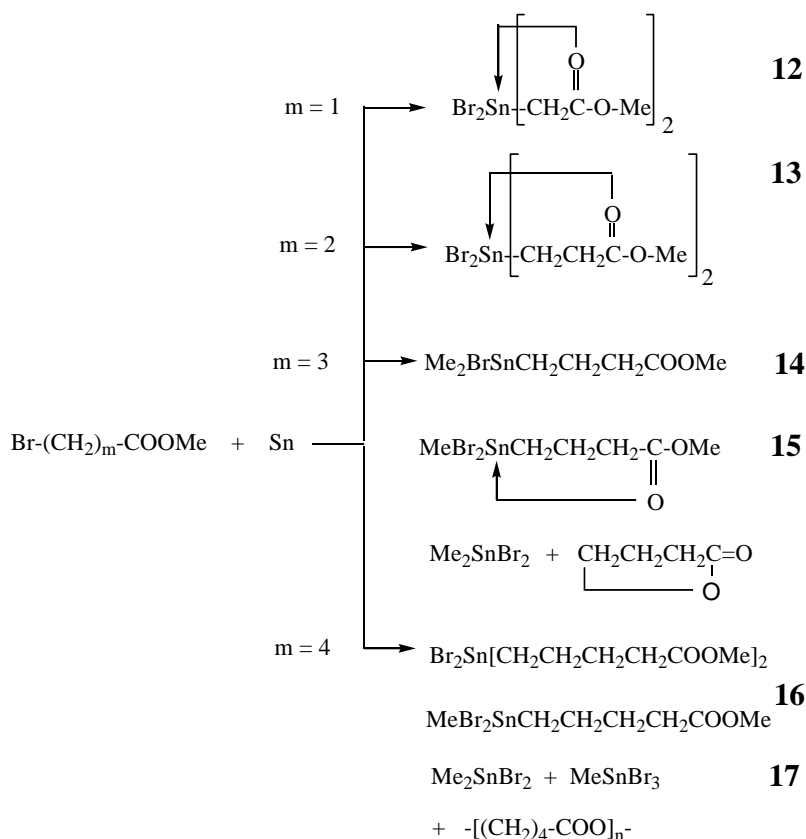 O 12
m = 1 Br₂Sn--CH₂C-O-Me 2
13
O
m = 2 Br₂Sn--CH₂CH₂C-O-Me 2
m = 3 Me₂BrSnCH₂CH₂CH₂COOMe 14
Br-(CH₂)ₘ-COOMe + Sn MeBr₂SnCH₂CH₂CH₂-C-OMe 15
O
Me₂SnBr₂ + CH₂CH₂CH₂C=O
O
m = 4 Br₂Sn[CH₂CH₂CH₂CH₂COOMe]₂
16
MeBr₂SnCH₂CH₂CH₂CH₂COOMe
Me₂SnBr₂ + MeSnBr₃ 17
+ -[(CH₂)₄-COO]ₙ-